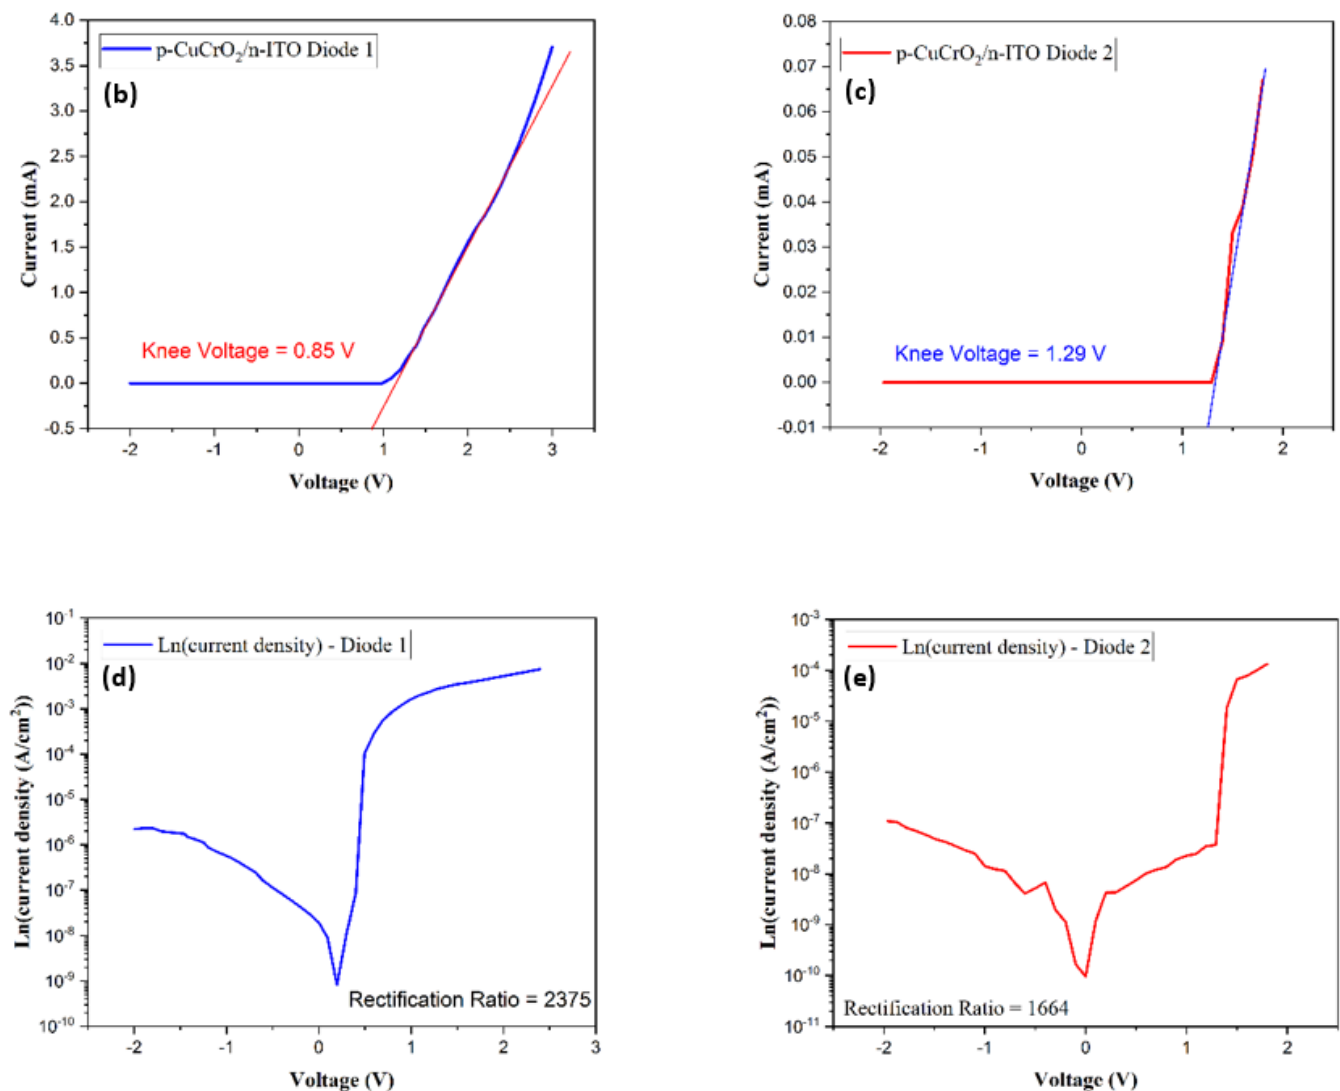 p-CuCrO₂/n-ITO Diode 1
(b)
Knee Voltage = 0.85 V
Current (mA)
4.0
3.5
3.0
2.5
2.0
1.5
1.0
0.5
0.0
-0.5
-2 -1 0 1 2 3
Voltage (V)
p-CuCrO₂/n-ITO Diode 2
(c)
Knee Voltage = 1.29 V
Current (mA)
0.08
0.07
0.06
0.05
0.04
0.03
0.02
0.01
0.00
-0.01
-2 -1 0 1 2
Voltage (V)
Ln(current density) - Diode 1
(d)
Rectification Ratio = 2375
Ln(current density (A/cm²))
10⁻¹
10⁻²
10⁻³
10⁻⁴
10⁻⁵
10⁻⁶
10⁻⁷
10⁻⁸
10⁻⁹
10⁻¹⁰
-2 -1 0 1 2 3
Voltage (V)
Ln(current density) - Diode 2
(e)
Rectification Ratio = 1664
Ln(current density (A/cm²))
10⁻³
10⁻⁴
10⁻⁵
10⁻⁶
10⁻⁷
10⁻⁸
10⁻⁹
10⁻¹⁰
10⁻¹¹
-2 -1 0 1 2
Voltage (V)